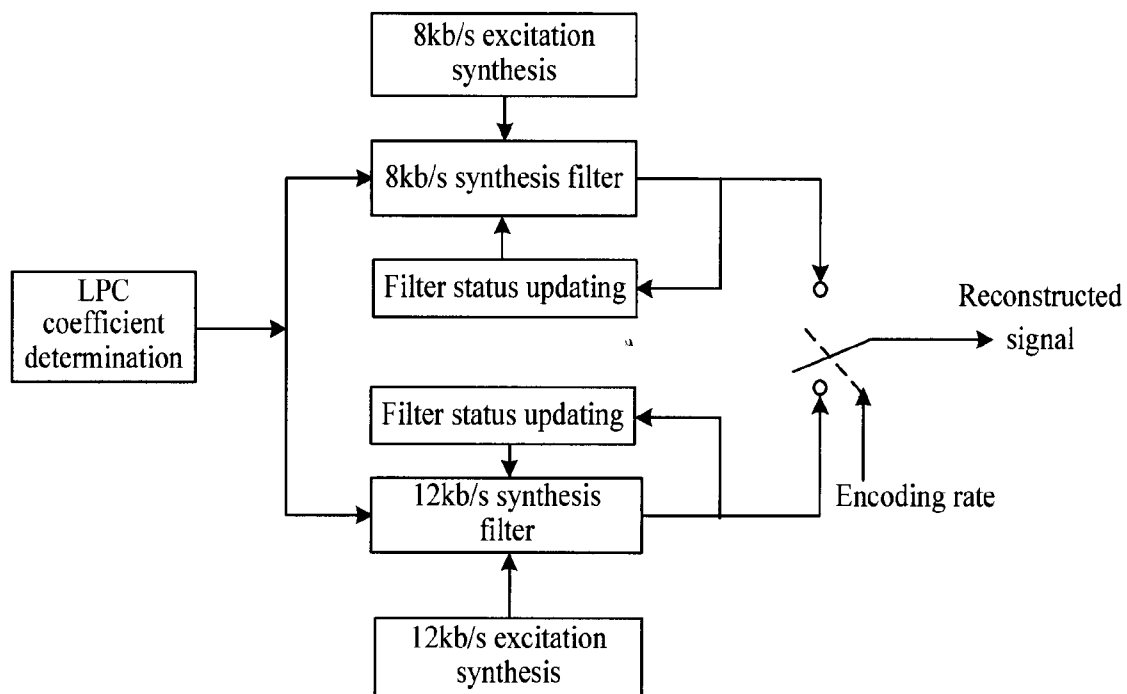 8kb/s excitation
synthesis
8kb/s synthesis filter
Filter status updating
LPC
coefficient
determination
Reconstructed
signal
Filter status updating
12kb/s synthesis
filter
Encoding rate
12kb/s excitation
synthesis